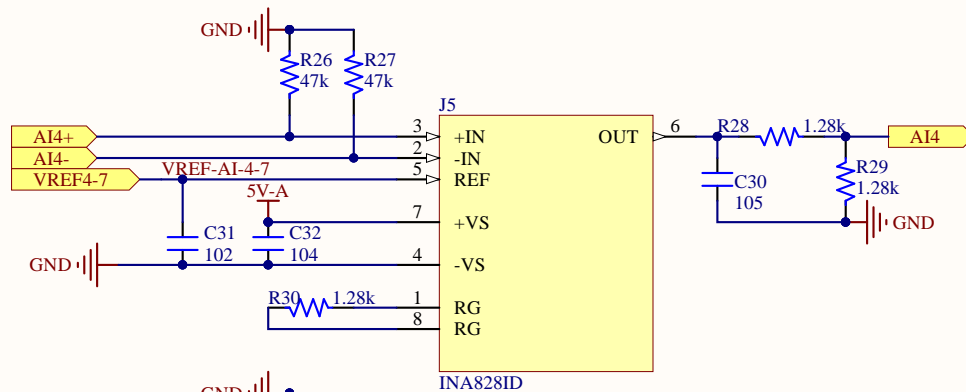 GND
R26
47k
R27
47k
J5
AI4+
3
+IN
OUT
6
R28
1.28k
AI4
AI4-
2
-IN
VREF4-7
VREF-AI-4-7
5
REF
C30
105
R29
1.28k
5V-A
7
+VS
GND
C31
102
C32
104
GND
4
-VS
R30
1.28k
1
RG
8
RG
INA828ID
GND